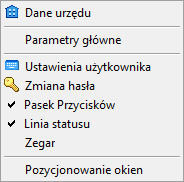 Dane urzędu
Parametry główne
Ustawienia użytkownika
Zmiana hasła
Pasek Przycisków
Linia statusu
Zegar
Pozycjonowanie okien